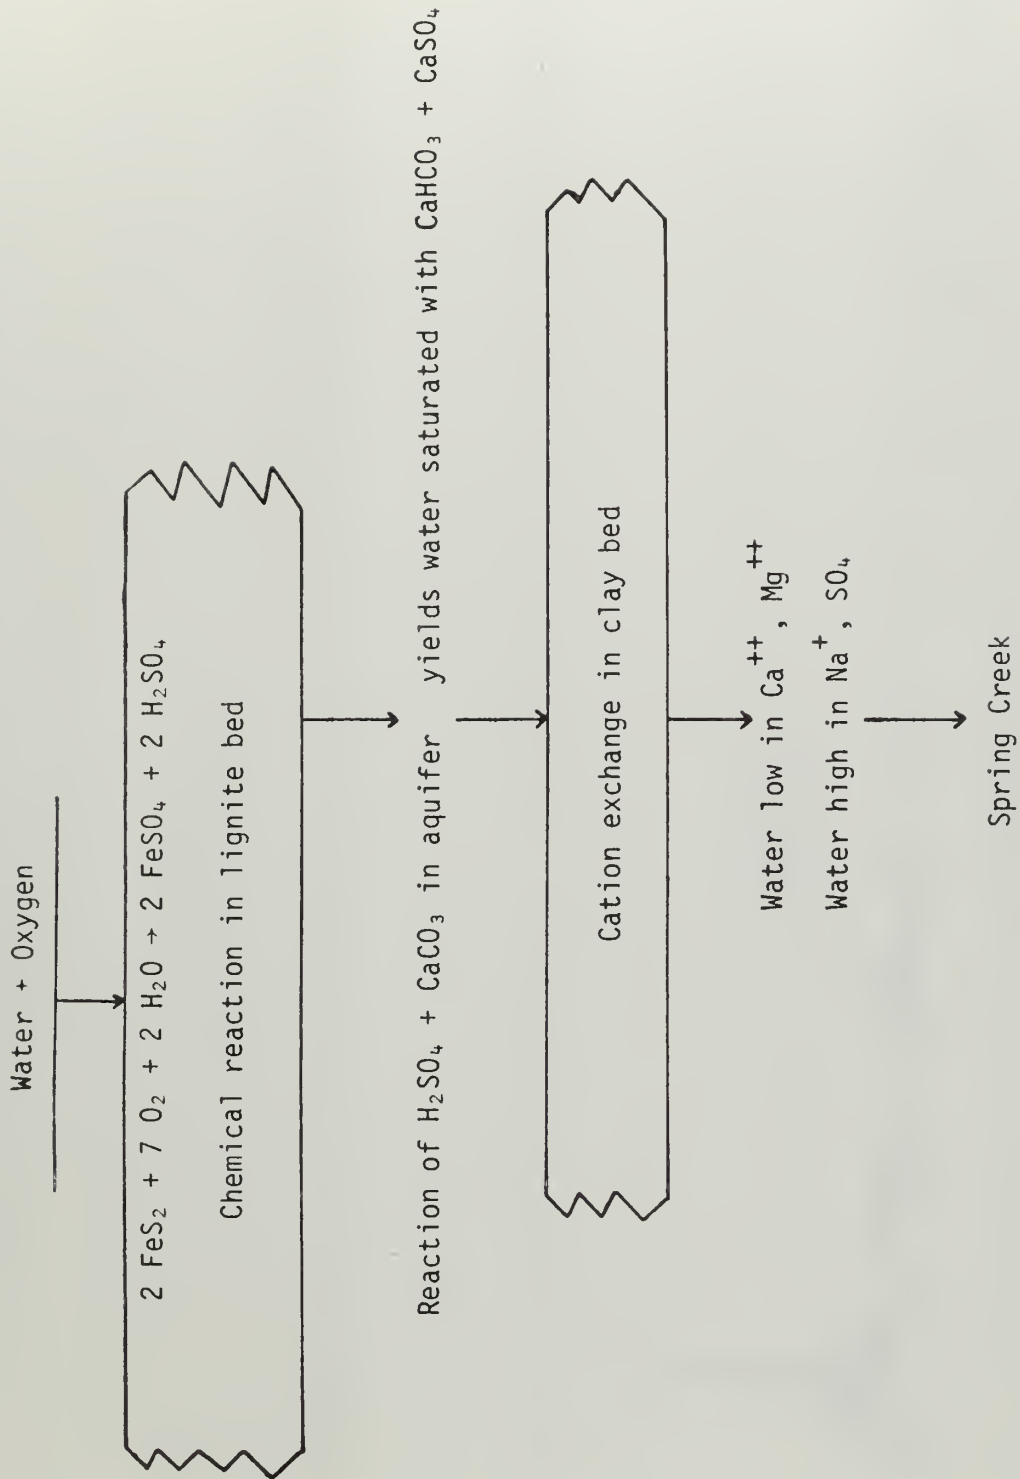 Water + Oxygen
2 FeS₂ + 7 O₂ + 2 H₂O → 2 FeSO₄ + 2 H₂SO₄
Chemical reaction in lignite bed
Reaction of H₂SO₄ + CaCO₃ in aquifer yields water saturated with CaHCO₃ + CaSO₄
Cation exchange in clay bed
Water low in Ca⁺⁺, Mg⁺⁺
Water high in Na⁺, SO₄
Spring Creek